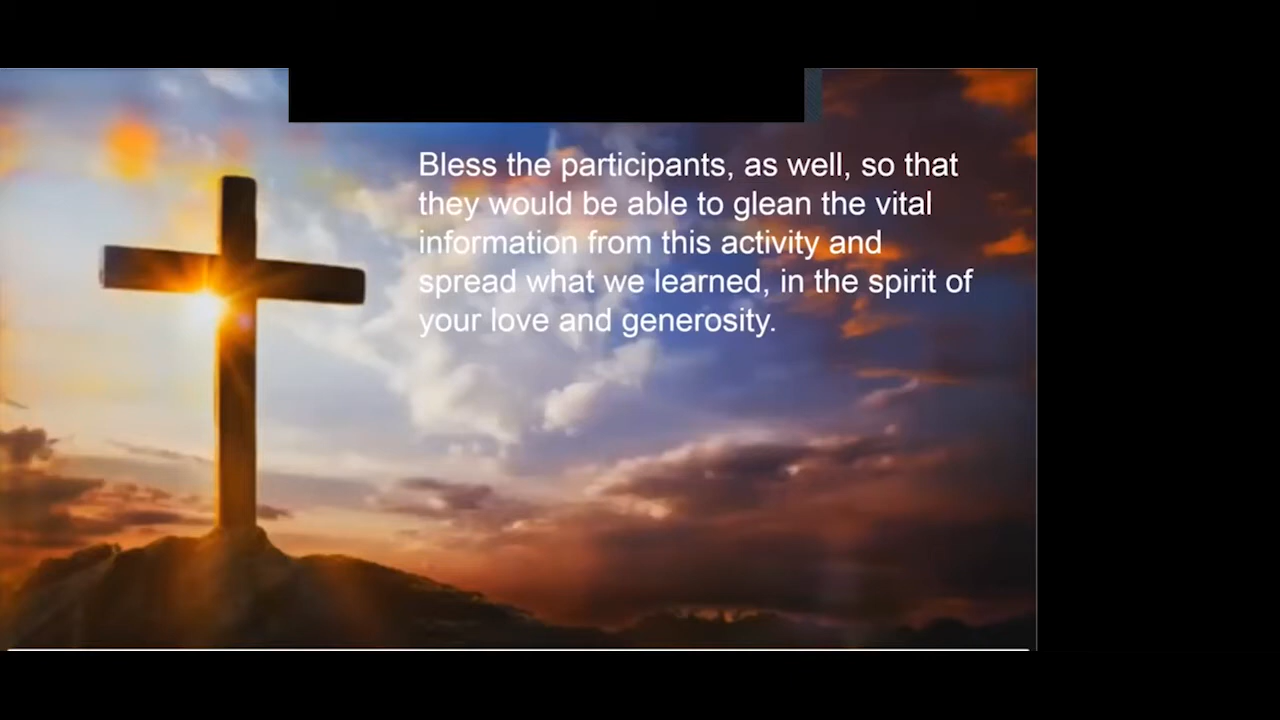 Bless the participants, as well, so that
they would be able to glean the vital
information from this activity and
spread what we learned, in the spirit of
your love and generosity.